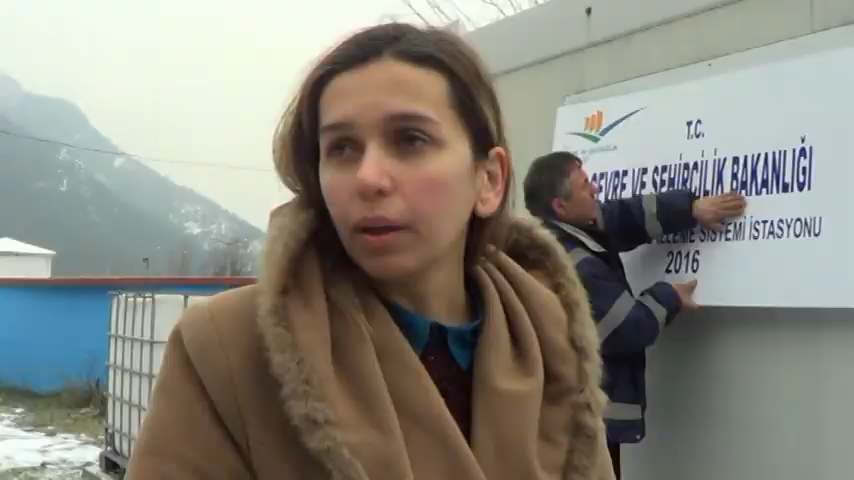 T.C.
ÇEVRE VE ŞEHİRCİLİK BAKANLIĞI
SİSTEMİ İSTASYONU
2016